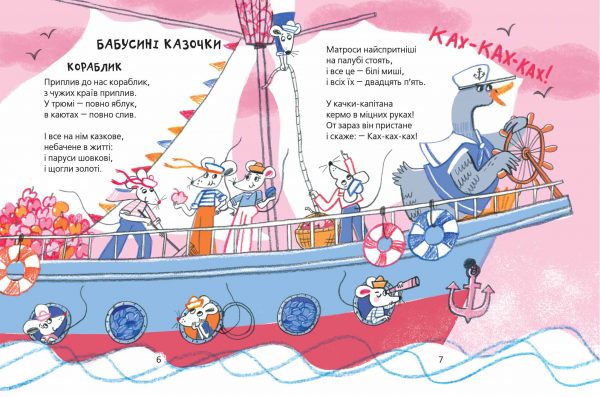 БАБУСИНІ КАЗОЧКИ
КОРАБЛИК
Приплив до нас кораблик,
з чужих країв приплив.
У трюмі — повно яблук,
в каютах — повно слив.
І все на нім казкове,
небачене в житті:
і паруси шовкові,
і щогли золоті.
6
Матроси найспритніші
на палубі стоять,
і все це — білі миші,
і всіх їх — двадцять п'ять.
У качки-капітана
кермо в міцних руках!
От зараз він пристане
і скаже: — Ках-ках-ках!
КАХ-КАХ-КАХ!
7